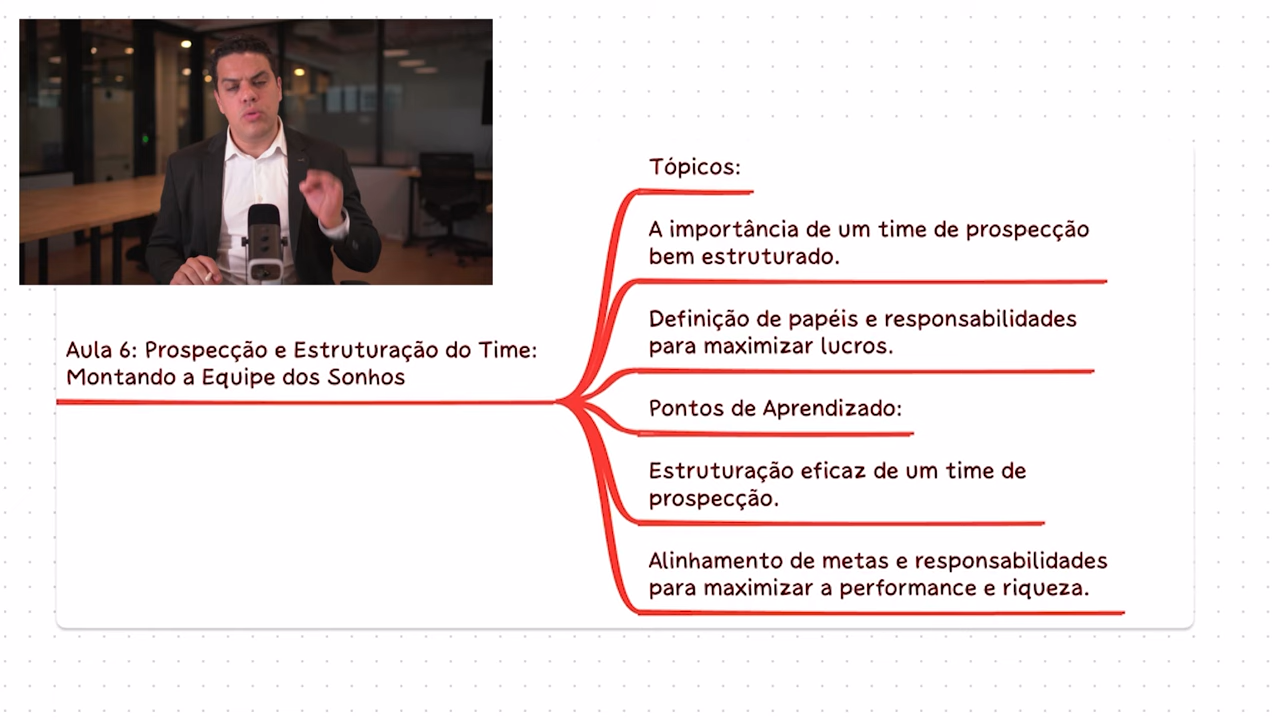 Aula 6: Prospecção e Estruturação do Time:
Montando a Equipe dos Sonhos
Tópicos:
A importância de um time de prospecção
bem estruturado.
Definição de papéis e responsabilidades
para maximizar lucros.
Pontos de Aprendizado:
Estruturação eficaz de um time de
prospecção.
Alinhamento de metas e responsabilidades
para maximizar a performance e riqueza.